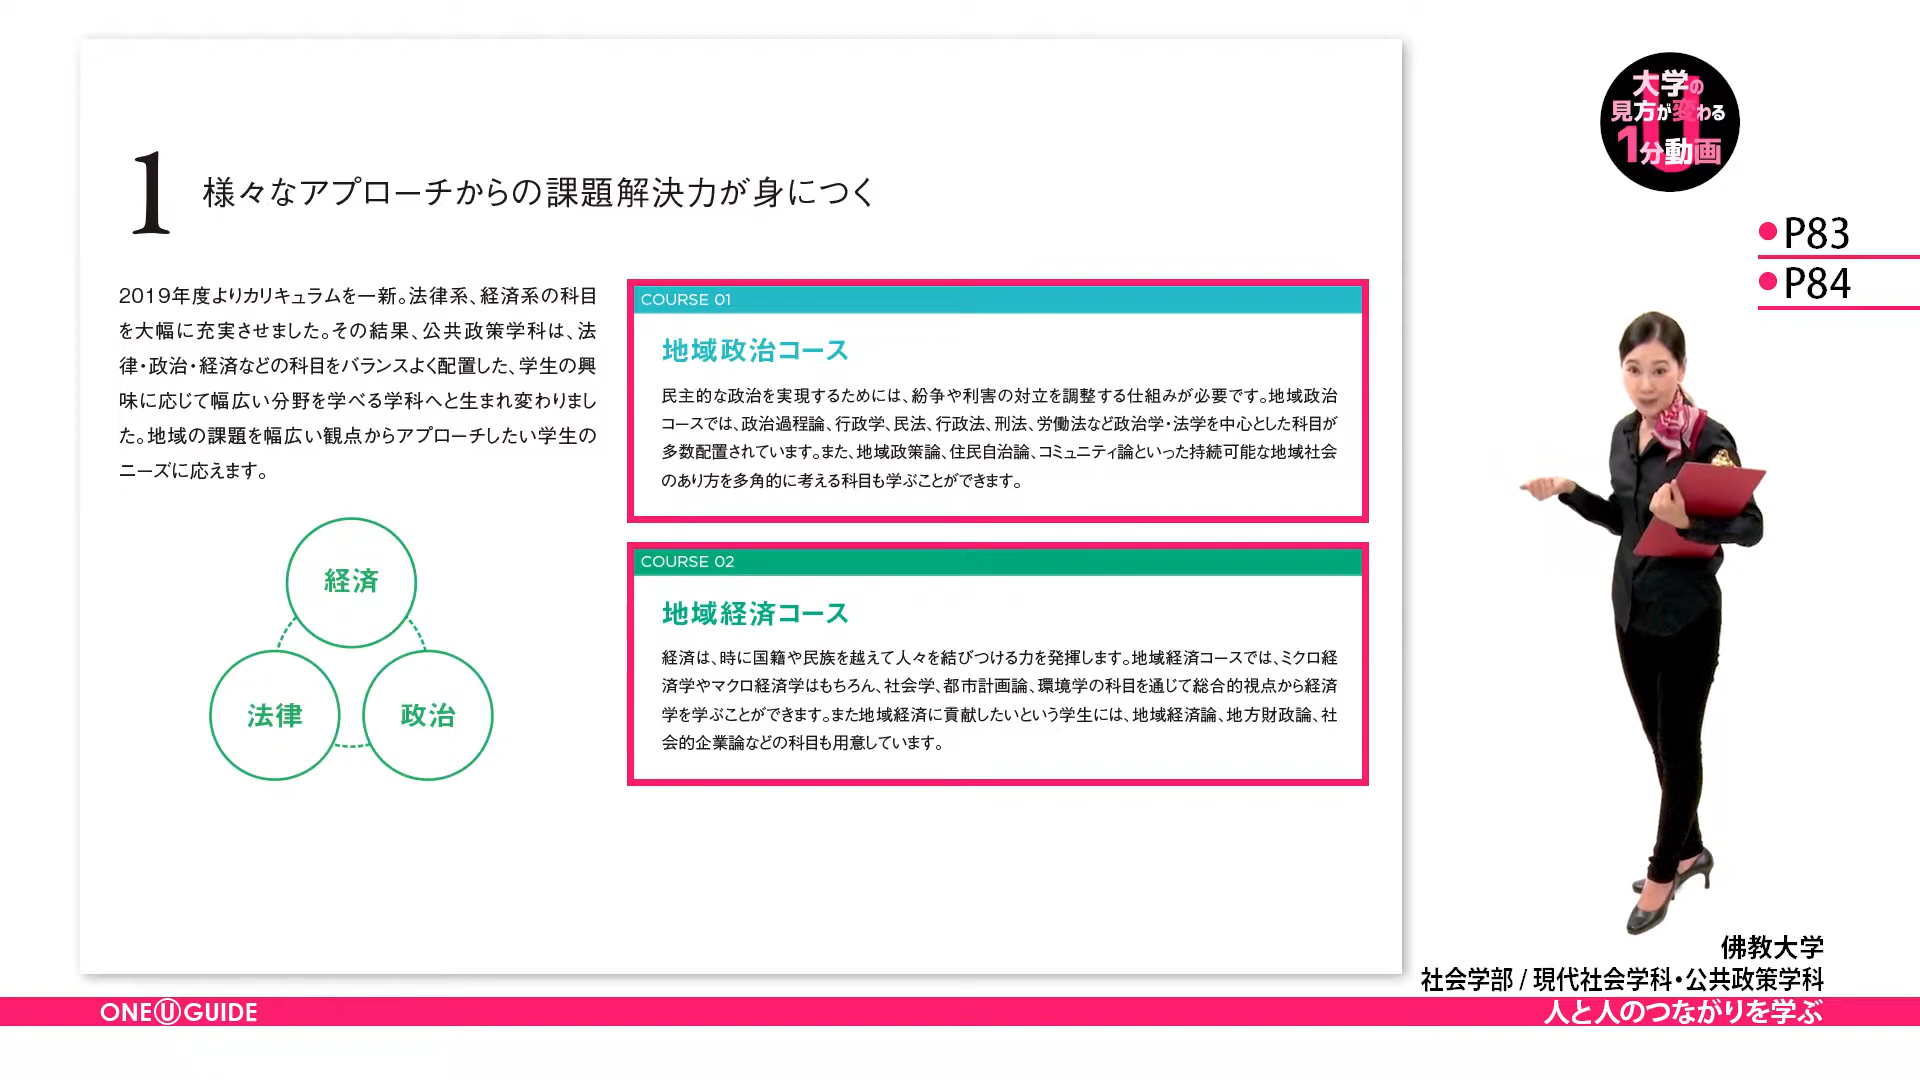 1 様々なアプローチからの課題解決力が身につく
2019年度よりカリキュラムを一新。法律系、経済系の科目
を大幅に充実させました。その結果、公共政策学科は、法
律・政治・経済などの科目をバランスよく配置した、学生の興
味に応じて幅広い分野を学べる学科へと生まれ変わりまし
た。地域の課題を幅広い観点からアプローチしたい学生の
ニーズに応えます。
経済
法律
政治
COURSE 01
地域政治コース
民主的な政治を実現するためには、紛争や利害の対立を調整する仕組みが必要です。地域政治
コースでは、政治過程論、行政学、民法、行政法、刑法、労働法など政治学・法学を中心とした科目が
多数配置されています。また、地域政策論、住民自治論、コミュニティ論といった持続可能な地域社会
のあり方を多角的に考える科目も学ぶことができます。
COURSE 02
地域経済コース
経済は、時に国籍や民族を越えて人々を結びつける力を発揮します。地域経済コースでは、ミクロ経
済学やマクロ経済学はもちろん、社会学、都市計画論、環境学の科目を通じて総合的視点から経済
学を学ぶことができます。また地域経済に貢献したいという学生には、地域経済論、地方財政論、社
会的企業論などの科目も用意しています。
大学の
見方が変わる
1分動画
P83
P84
佛教大学
社会学部 / 現代社会学科・公共政策学科
人と人のつながりを学ぶ
ONE U GUIDE